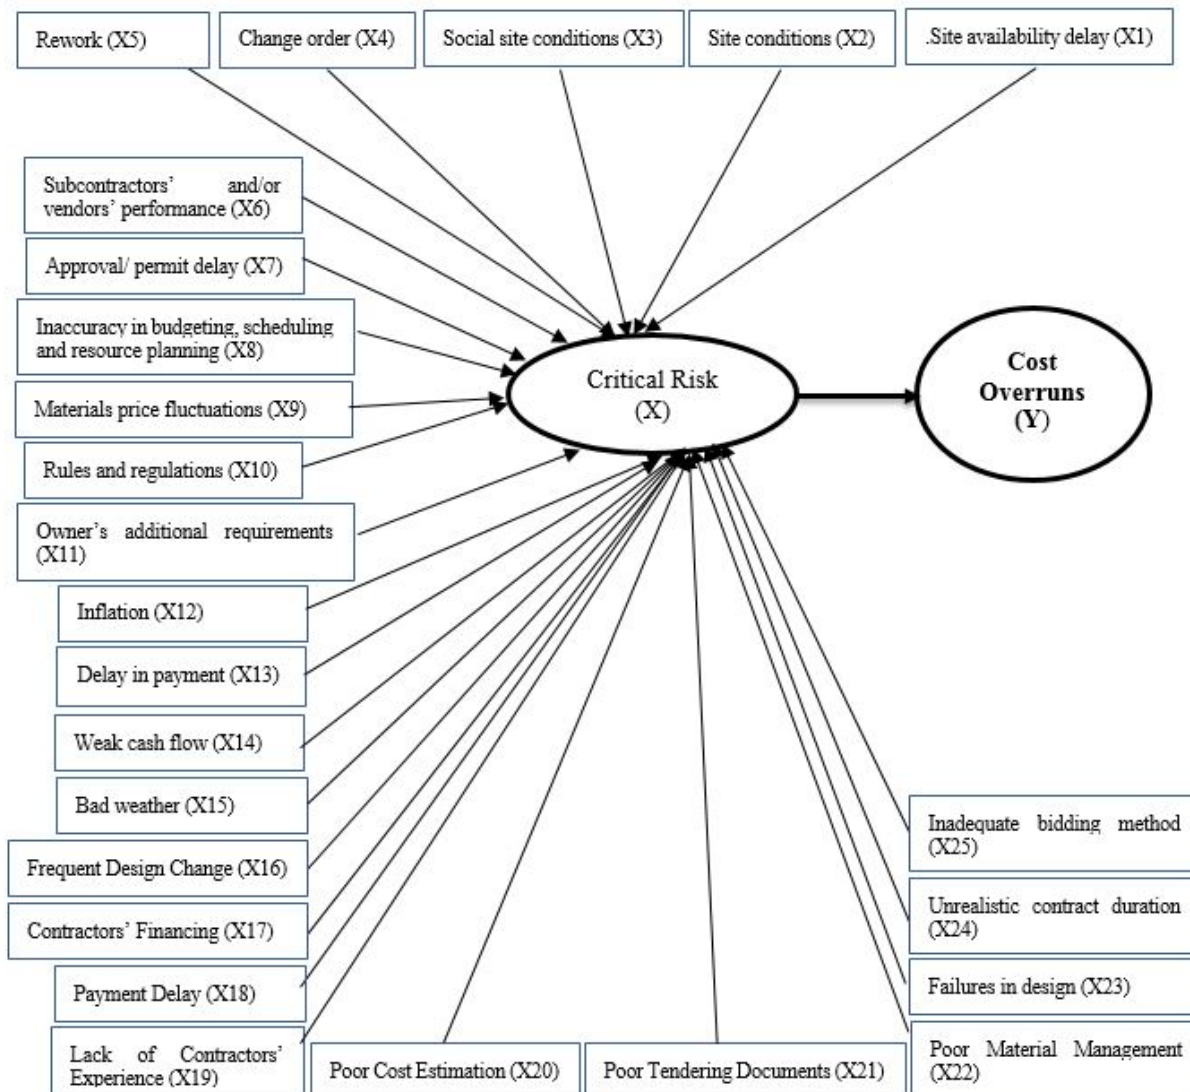 Rework (X5)
Change order (X4)
Social site conditions (X3)
Site conditions (X2)
.Site availability delay (X1)
Subcontractors’ and/or
vendors’ performance (X6)
Approval/ permit delay (X7)
Inaccuracy in budgeting, scheduling
and resource planning (X8)
Materials price fluctuations (X9)
Rules and regulations (X10)
Owner’s additional requirements
(X11)
Inflation (X12)
Delay in payment (X13)
Weak cash flow (X14)
Bad weather (X15)
Frequent Design Change (X16)
Contractors’ Financing (X17)
Payment Delay (X18)
Lack of Contractors’
Experience (X19)
Poor Cost Estimation (X20)
Poor Tendering Documents (X21)
Critical Risk
(X)
Cost
Overruns
(Y)
Inadequate bidding method
(X25)
Unrealistic contract duration
(X24)
Failures in design (X23)
Poor Material Management
(X22)